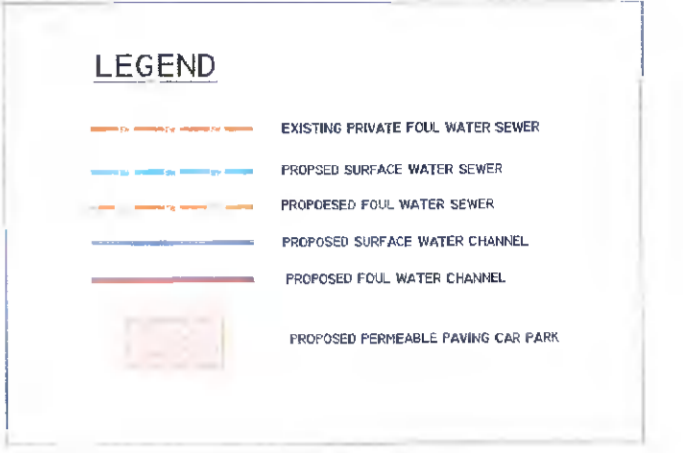 LEGEND
EXISTING PRIVATE FOUL WATER SEWER
PROPSED SURFACE WATER SEWER
PROPOESED FOUL WATER SEWER
PROPOSED SURFACE WATER CHANNEL
PROPOSED FOUL WATER CHANNEL
PROPOSED PERMEABLE PAVING CAR PARK